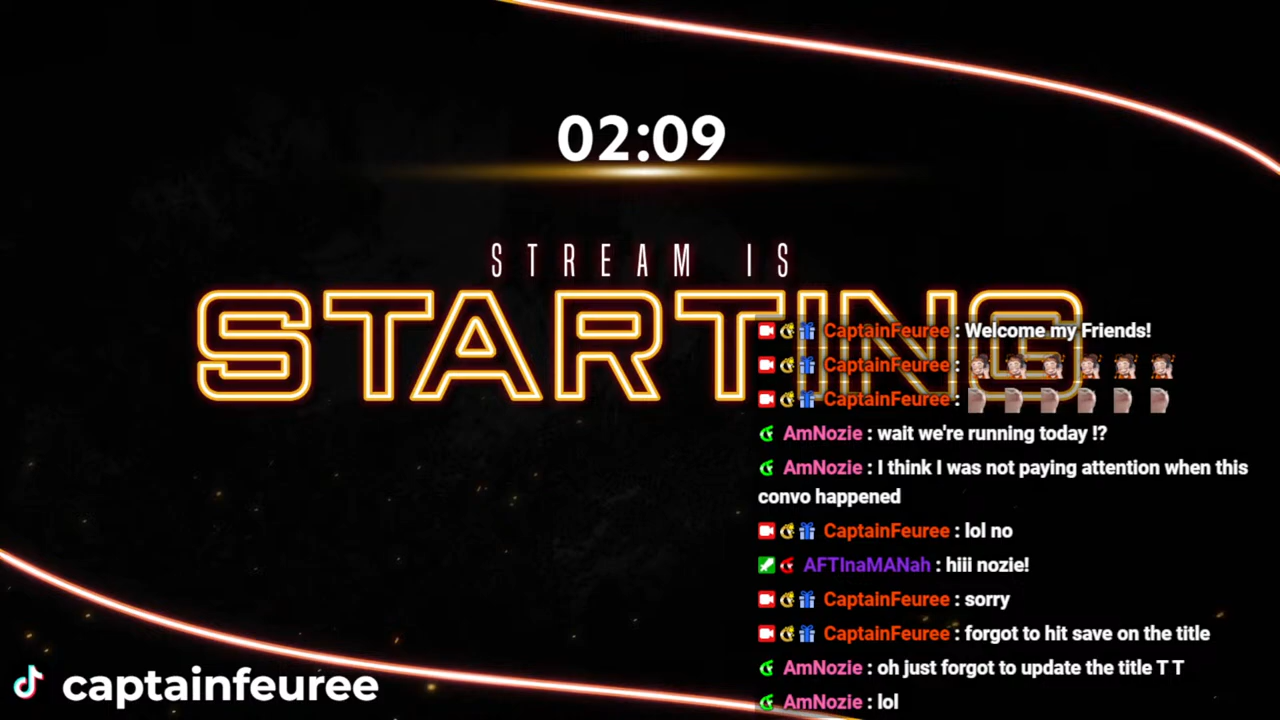 02:09
STREAM IS
STARTING
CaptainFeuree : Welcome my Friends!
CaptainFeuree :
CaptainFeuree :
AmNozie : wait we're running today !?
AmNozie : I think I was not paying attention when this
convo happened
CaptainFeuree : lol no
AFTInaMANah : hiii nozie!
CaptainFeuree : sorry
CaptainFeuree : forgot to hit save on the title
AmNozie : oh just forgot to update the title T T
AmNozie : lol
captainfeuree